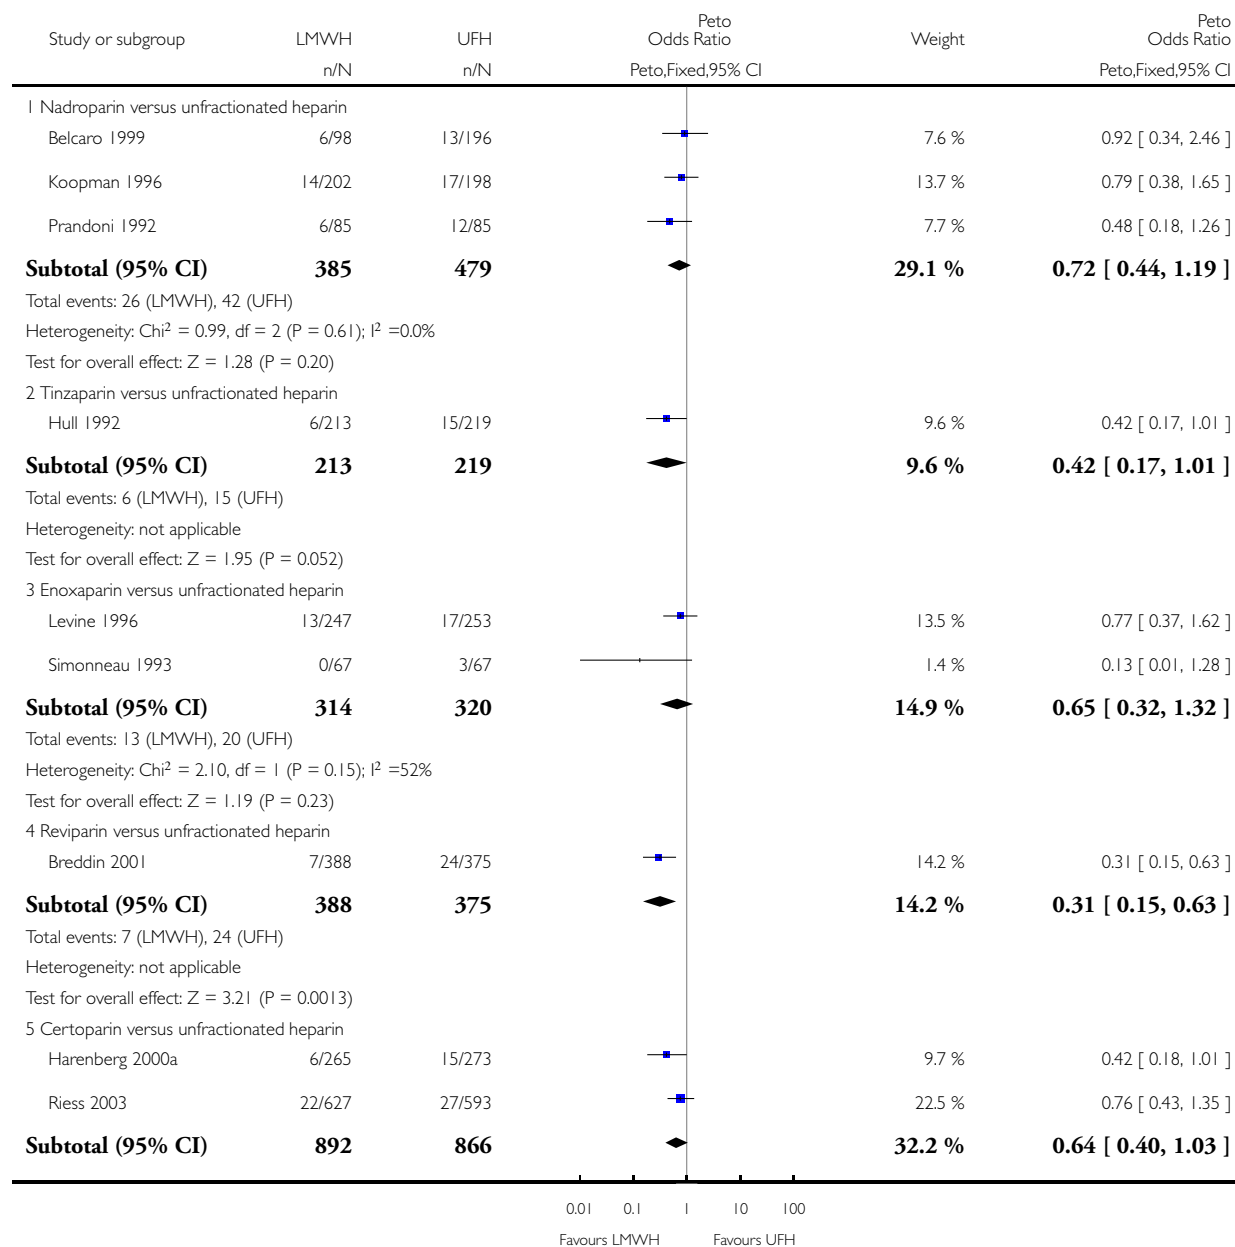 Peto Peto
Study or subgroup LMWH UFH Odds Ratio Weight Odds Ratio
n/N n/N Peto,Fixed,95% CI Peto,Fixed,95% CI
1 Nadroparin versus unfractionated heparin
Belcaro 1999 6/98 13/196 7.6 % 0.92 [ 0.34, 2.46 ]
Koopman 1996 14/202 17/198 13.7 % 0.79 [ 0.38, 1.65 ]
Prandoni 1992 6/85 12/85 7.7 % 0.48 [ 0.18, 1.26 ]
Subtotal (95% CI) 385 479 29.1 % 0.72 [ 0.44, 1.19 ]
Total events: 26 (LMWH), 42 (UFH)
Heterogeneity: Chi² = 0.99, df = 2 (P = 0.61); I² =0.0%
Test for overall effect: Z = 1.28 (P = 0.20)
2 Tinzaparin versus unfractionated heparin
Hull 1992 6/213 15/219 9.6 % 0.42 [ 0.17, 1.01 ]
Subtotal (95% CI) 213 219 9.6 % 0.42 [ 0.17, 1.01 ]
Total events: 6 (LMWH), 15 (UFH)
Heterogeneity: not applicable
Test for overall effect: Z = 1.95 (P = 0.052)
3 Enoxaparin versus unfractionated heparin
Levine 1996 13/247 17/253 13.5 % 0.77 [ 0.37, 1.62 ]
Simonneau 1993 0/67 3/67 1.4 % 0.13 [ 0.01, 1.28 ]
Subtotal (95% CI) 314 320 14.9 % 0.65 [ 0.32, 1.32 ]
Total events: 13 (LMWH), 20 (UFH)
Heterogeneity: Chi² = 2.10, df = 1 (P = 0.15); I² =52%
Test for overall effect: Z = 1.19 (P = 0.23)
4 Reviparin versus unfractionated heparin
Breddin 2001 7/388 24/375 14.2 % 0.31 [ 0.15, 0.63 ]
Subtotal (95% CI) 388 375 14.2 % 0.31 [ 0.15, 0.63 ]
Total events: 7 (LMWH), 24 (UFH)
Heterogeneity: not applicable
Test for overall effect: Z = 3.21 (P = 0.0013)
5 Certoparin versus unfractionated heparin
Harenberg 2000a 6/265 15/273 9.7 % 0.42 [ 0.18, 1.01 ]
Riess 2003 22/627 27/593 22.5 % 0.76 [ 0.43, 1.35 ]
Subtotal (95% CI) 892 866 32.2 % 0.64 [ 0.40, 1.03 ]
0.01 0.1 1 10 100
Favours LMWH Favours UFH